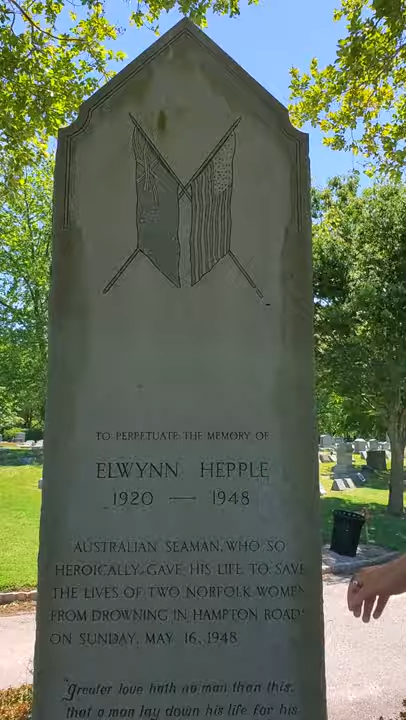 TO PERPETUATE THE MEMORY OF
ELWYNN HEPPLE
1920 — 1948
AUSTRALIAN SEAMAN, WHO SO
HEROICALLY GAVE HIS LIFE TO SAVE
THE LIVES OF TWO NORFOLK WOMEN
FROM DROWNING IN HAMPTON ROADS
ON SUNDAY, MAY 16, 1948
"Greater love hath no man than this,
that a man lay down his life for his